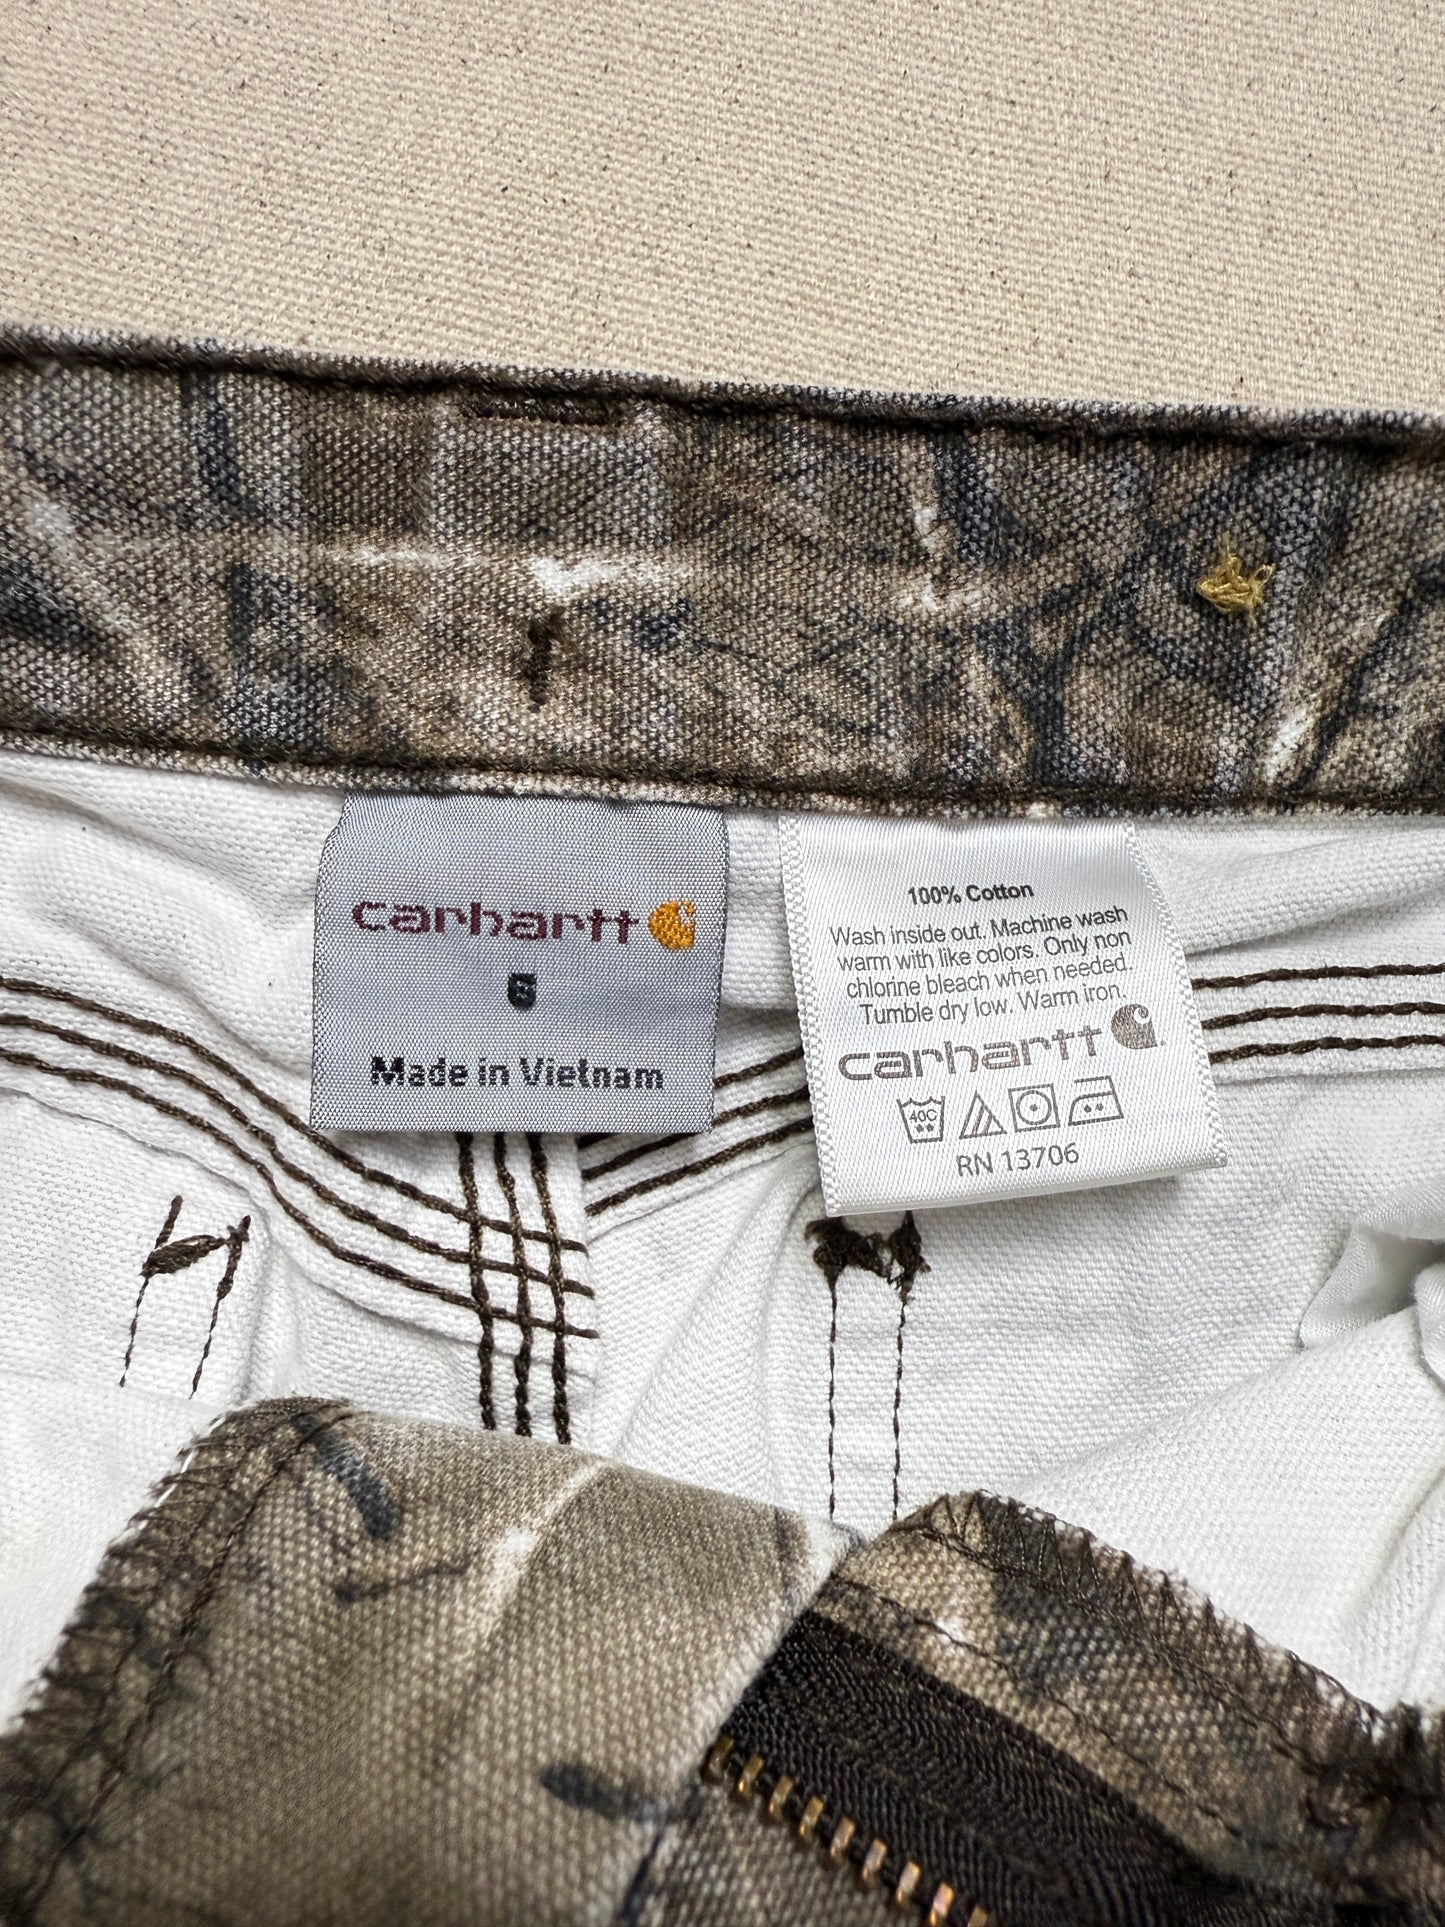 carhartt
6
Made in Vietnam
100% Cotton
Wash inside out. Machine wash
warm with like colors. Only non
chlorine bleach when needed.
Tumble dry low. Warm iron.
carhartt
40C
RN 13706